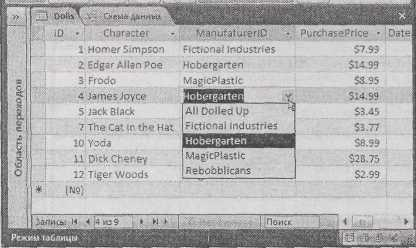 » Dolls Схема данных
ID Character ManufaturerID PurchasePrice Date
1 Homer Simpson Fictional Industries $7.99
2 Edgar Allan Poe Hobergarten $14.99
3 Frodo MagicPlastic $8.95
4 James Joyce Hobergarten $14.99
5 Jack Black All Dolled Up $3.45
7 The Cat in the Hat Fictional Industries $3.77
10 Yoda Hobergarten $8.99
11 Dick Cheney MagicPlastic $28.75
12 Tiger Woods Rebobblicans $2.99
* (№)
Область переходов
Запись: 4 из 9 Поиск
Режим таблицы